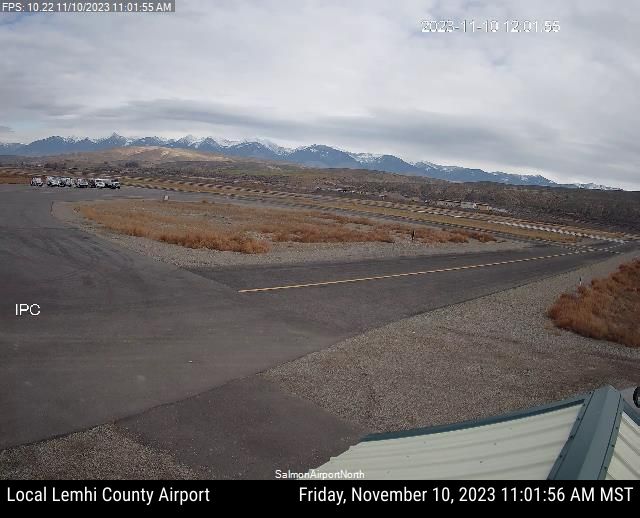 FPS: 10.22 11/10/2023 11:01:55 AM
2023-11-10 12:01:55
IPC
SalmonAirportNorth
Local Lemhi County Airport
Friday, November 10, 2023 11:01:56 AM MST